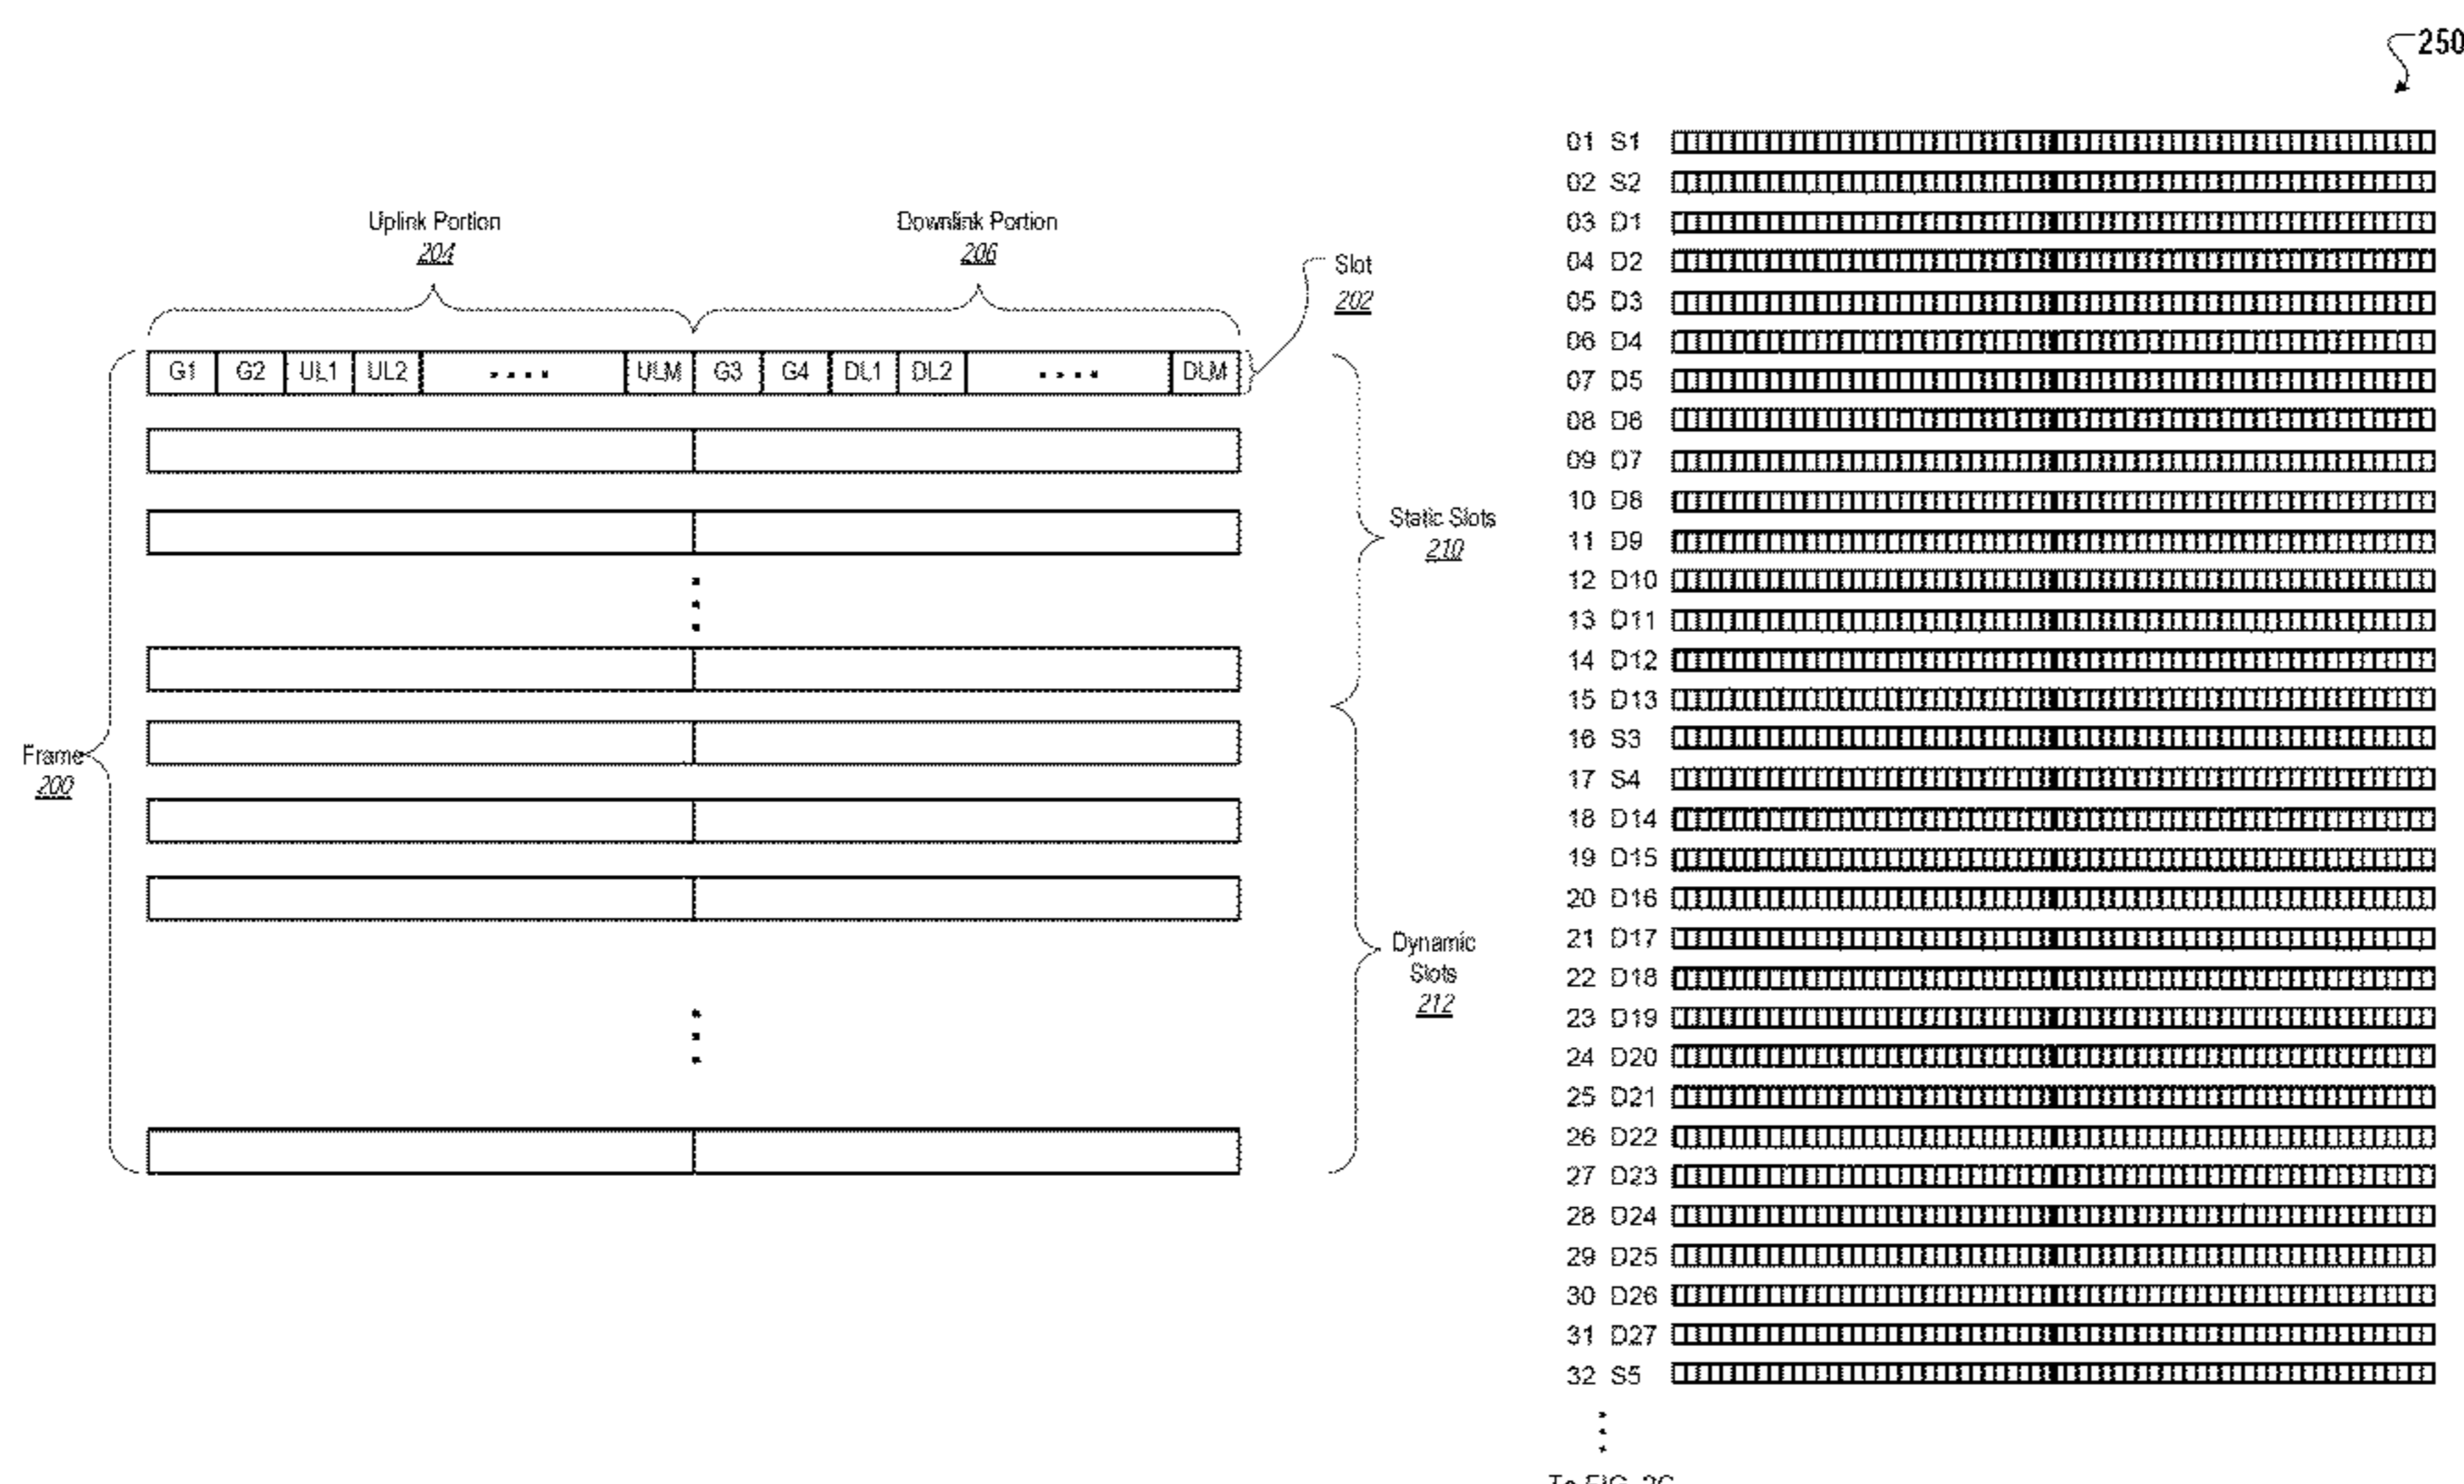 250
Uplink Portion
204
Downlink Portion
206
Slot
202
G1 G2 UL1 UL2 .... ULM G3 G4 DL1 DL2 .... DLM
Static Slots
210
Frame
200
Dynamic
Slots
212
01 S1
02 S2
03 D1
04 D2
05 D3
06 D4
07 D5
08 D6
09 D7
10 D8
11 D9
12 D10
13 D11
14 D12
15 D13
16 S3
17 S4
18 D14
19 D15
20 D16
21 D17
22 D18
23 D19
24 D20
25 D21
26 D22
27 D23
28 D24
29 D25
30 D26
31 D27
32 S5
To FIG. 2C